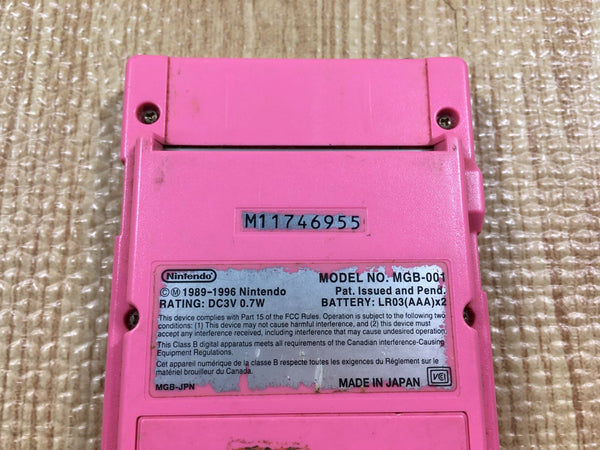 M11746955
Nintendo
MODEL NO. MGB-001
©Ⓜ 1989-1996 Nintendo
Pat. Issued and Pend.
RATING: DC3V 0.7W
BATTERY: LR03(AAA)x2
This device complies with Part 15 of the FCC Rules. Operation is subject to the following two
conditions: (1) This device may not cause harmful interference, and (2) this device must
accept any interference received, including interference that may cause undesired operation.
This Class B digital apparatus meets all requirements of the Canadian Interference-Causing
Equipment Regulations.
Cet appareil numérique de la classe B respecte toutes les exigences du Règlement sur le
matériel brouilleur du Canada.
MGB-JPN
MADE IN JAPAN
VCI